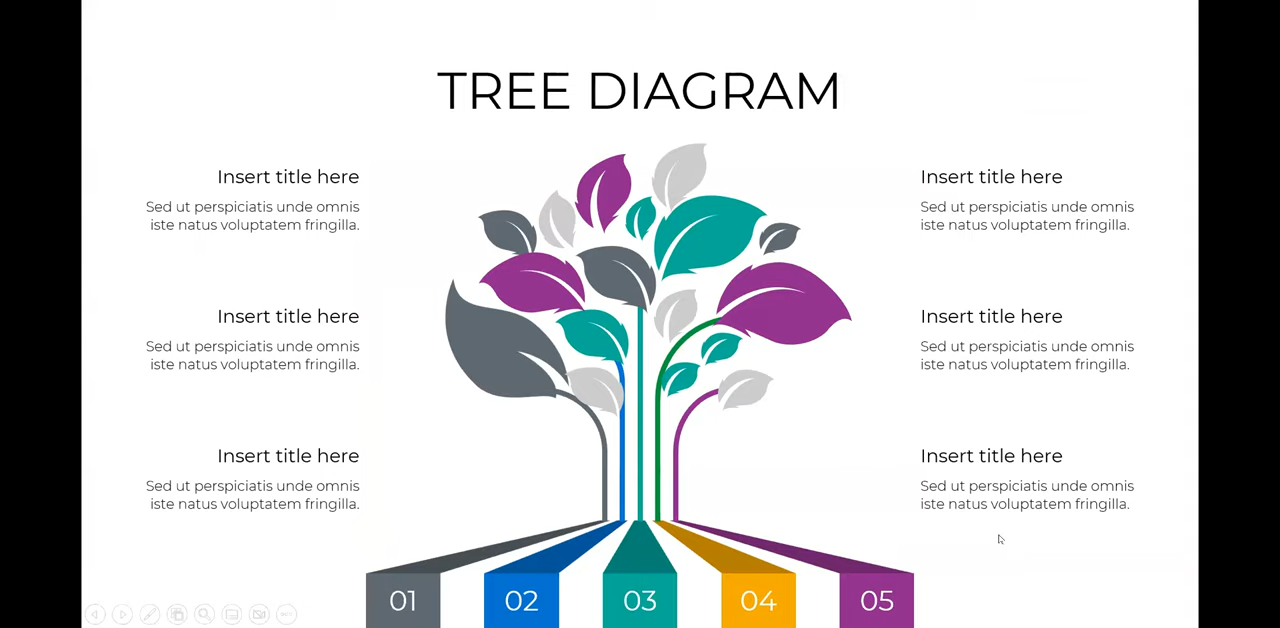 TREE DIAGRAM
Insert title here
Sed ut perspiciatis unde omnis
iste natus voluptatem fringilla.
Insert title here
Sed ut perspiciatis unde omnis
iste natus voluptatem fringilla.
Insert title here
Sed ut perspiciatis unde omnis
iste natus voluptatem fringilla.
Insert title here
Sed ut perspiciatis unde omnis
iste natus voluptatem fringilla.
Insert title here
Sed ut perspiciatis unde omnis
iste natus voluptatem fringilla.
Insert title here
Sed ut perspiciatis unde omnis
iste natus voluptatem fringilla.
01 02 03 04 05